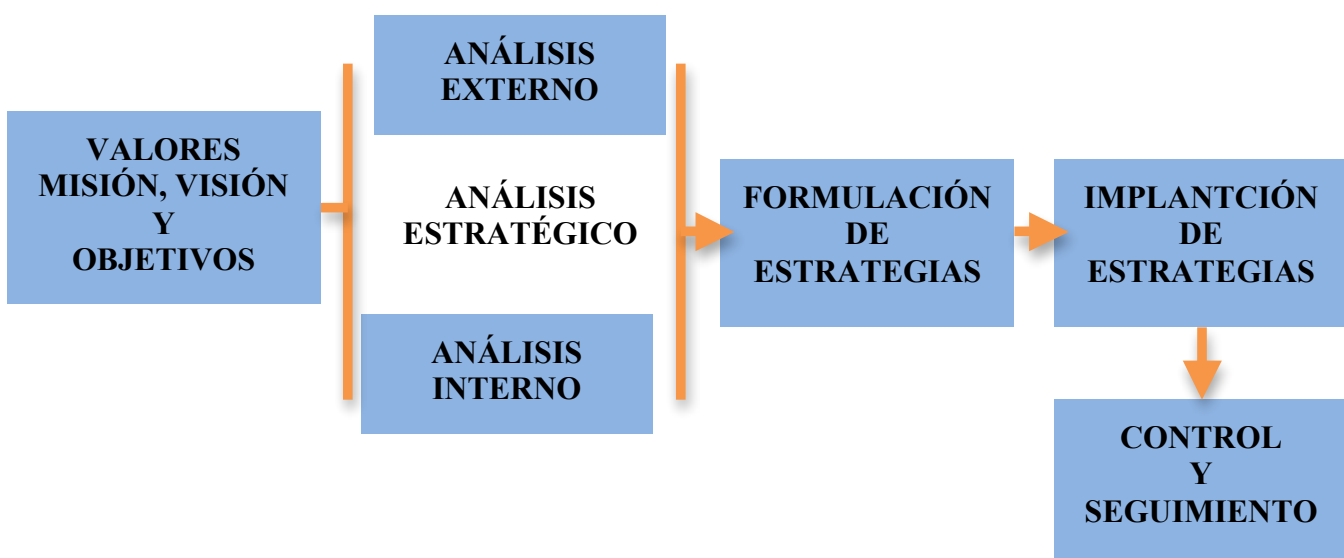 VALORES
MISIÓN, VISIÓN
Y
OBJETIVOS
ANÁLISIS
EXTERNO
ANÁLISIS
ESTRATÉGICO
ANÁLISIS
INTERNO
FORMULACIÓN
DE
ESTRATEGIAS
IMPLANTCIÓN
DE
ESTRATEGIAS
CONTROL
Y
SEGUIMIENTO